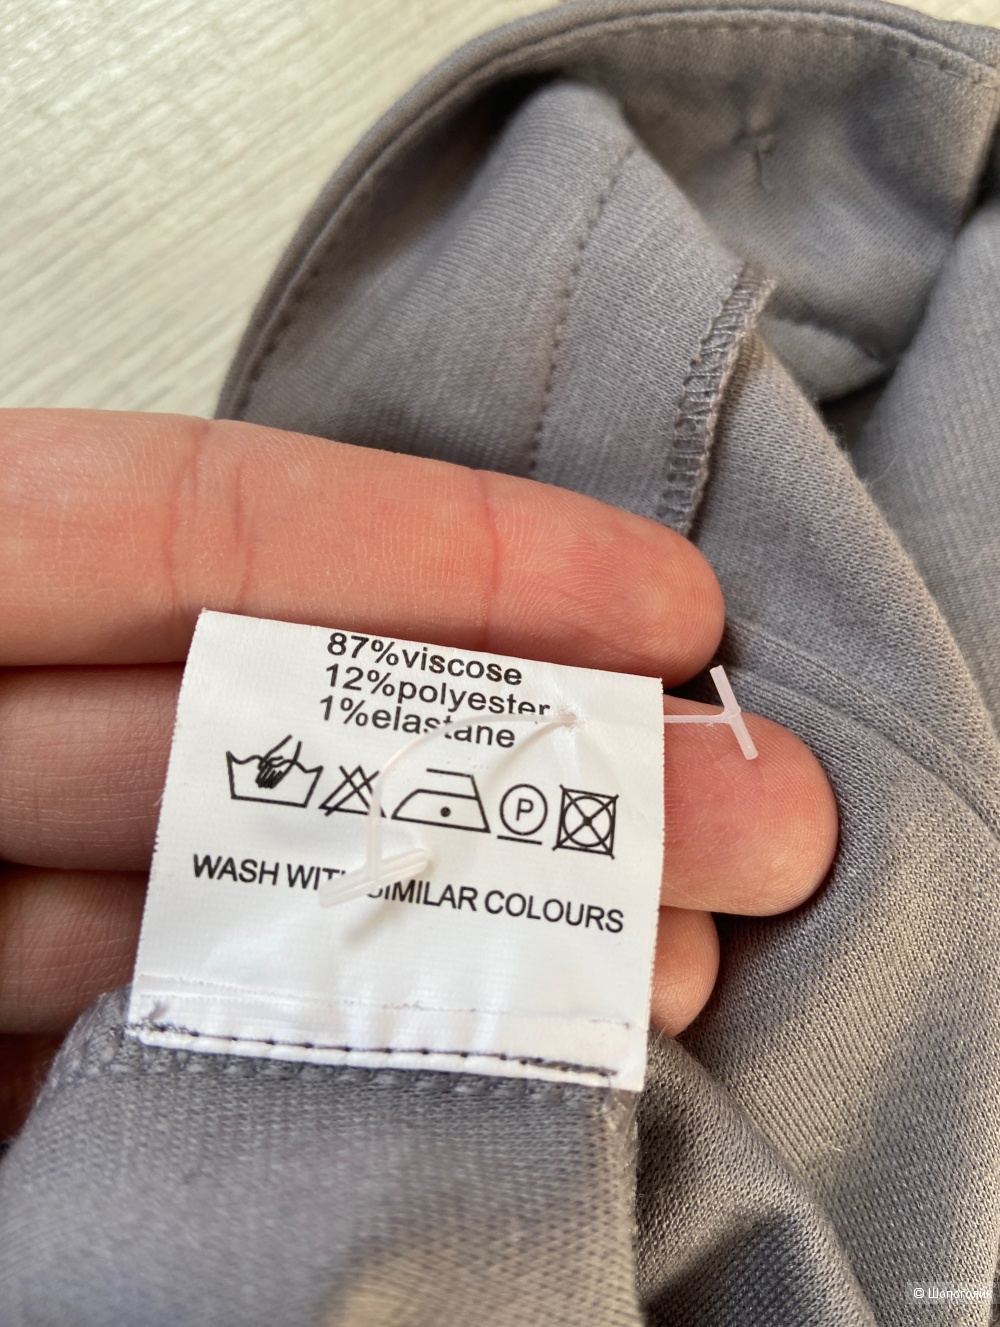 87%viscose
12%polyester
1%elastane
P
WASH WITH SIMILAR COLOURS
© Шопоголик